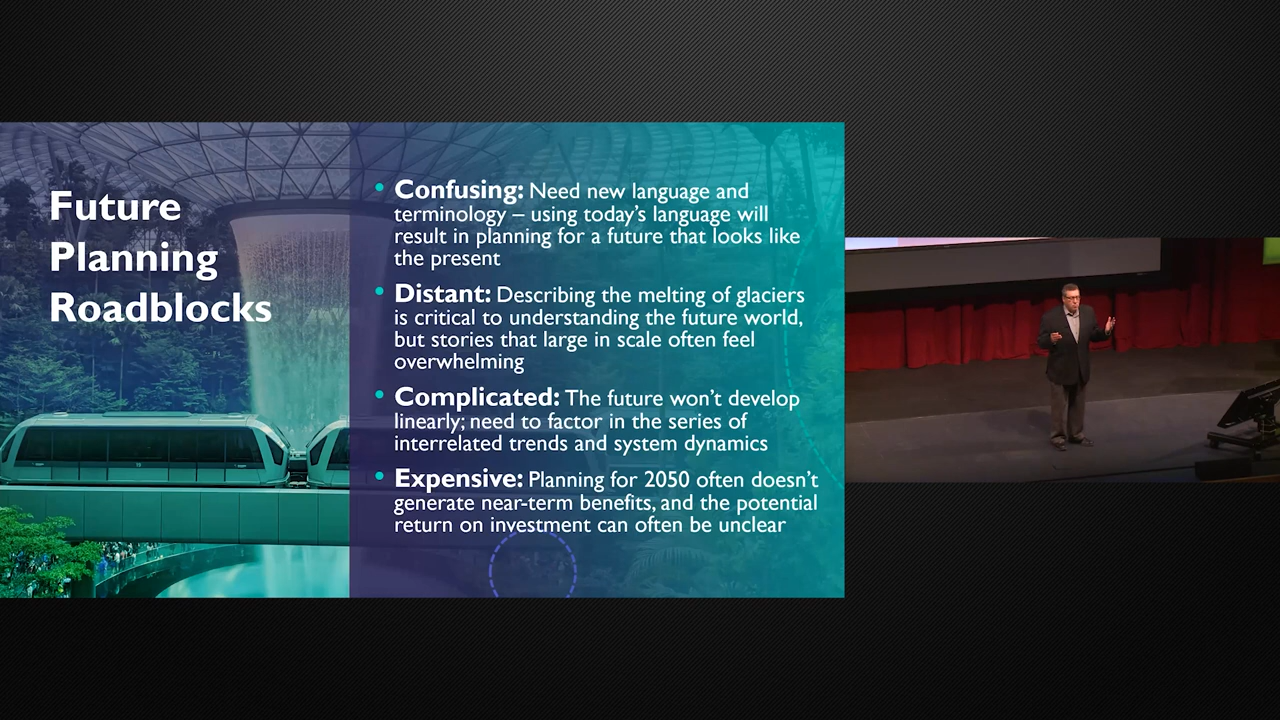 Future
Planning
Roadblocks
• Confusing: Need new language and
terminology – using today’s language will
result in planning for a future that looks like
the present
• Distant: Describing the melting of glaciers
is critical to understanding the future world,
but stories that large in scale often feel
overwhelming
• Complicated: The future won’t develop
linearly; need to factor in the series of
interrelated trends and system dynamics
• Expensive: Planning for 2050 often doesn’t
generate near-term benefits, and the potential
return on investment can often be unclear